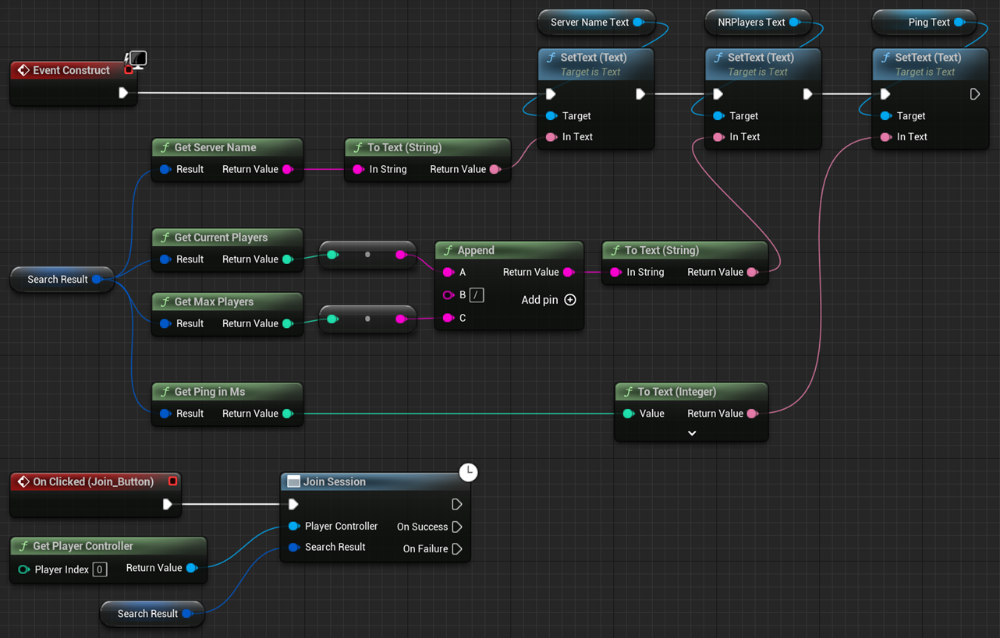 Server Name Text
NRPlayers Text
Ping Text
Event Construct
f SetText (Text)
Target is Text
Target
In Text
f SetText (Text)
Target is Text
Target
In Text
f SetText (Text)
Target is Text
Target
In Text
f Get Server Name
Result Return Value
f To Text (String)
In String Return Value
Search Result
f Get Current Players
Result Return Value
f Get Max Players
Result Return Value
f Append
A Return Value
B /
Add pin
C
f To Text (String)
In String Return Value
f Get Ping in Ms
Result Return Value
f To Text (Integer)
Value Return Value
On Clicked (Join_Button)
Join Session
Player Controller On Success
Search Result On Failure
f Get Player Controller
Player Index 0 Return Value
Search Result